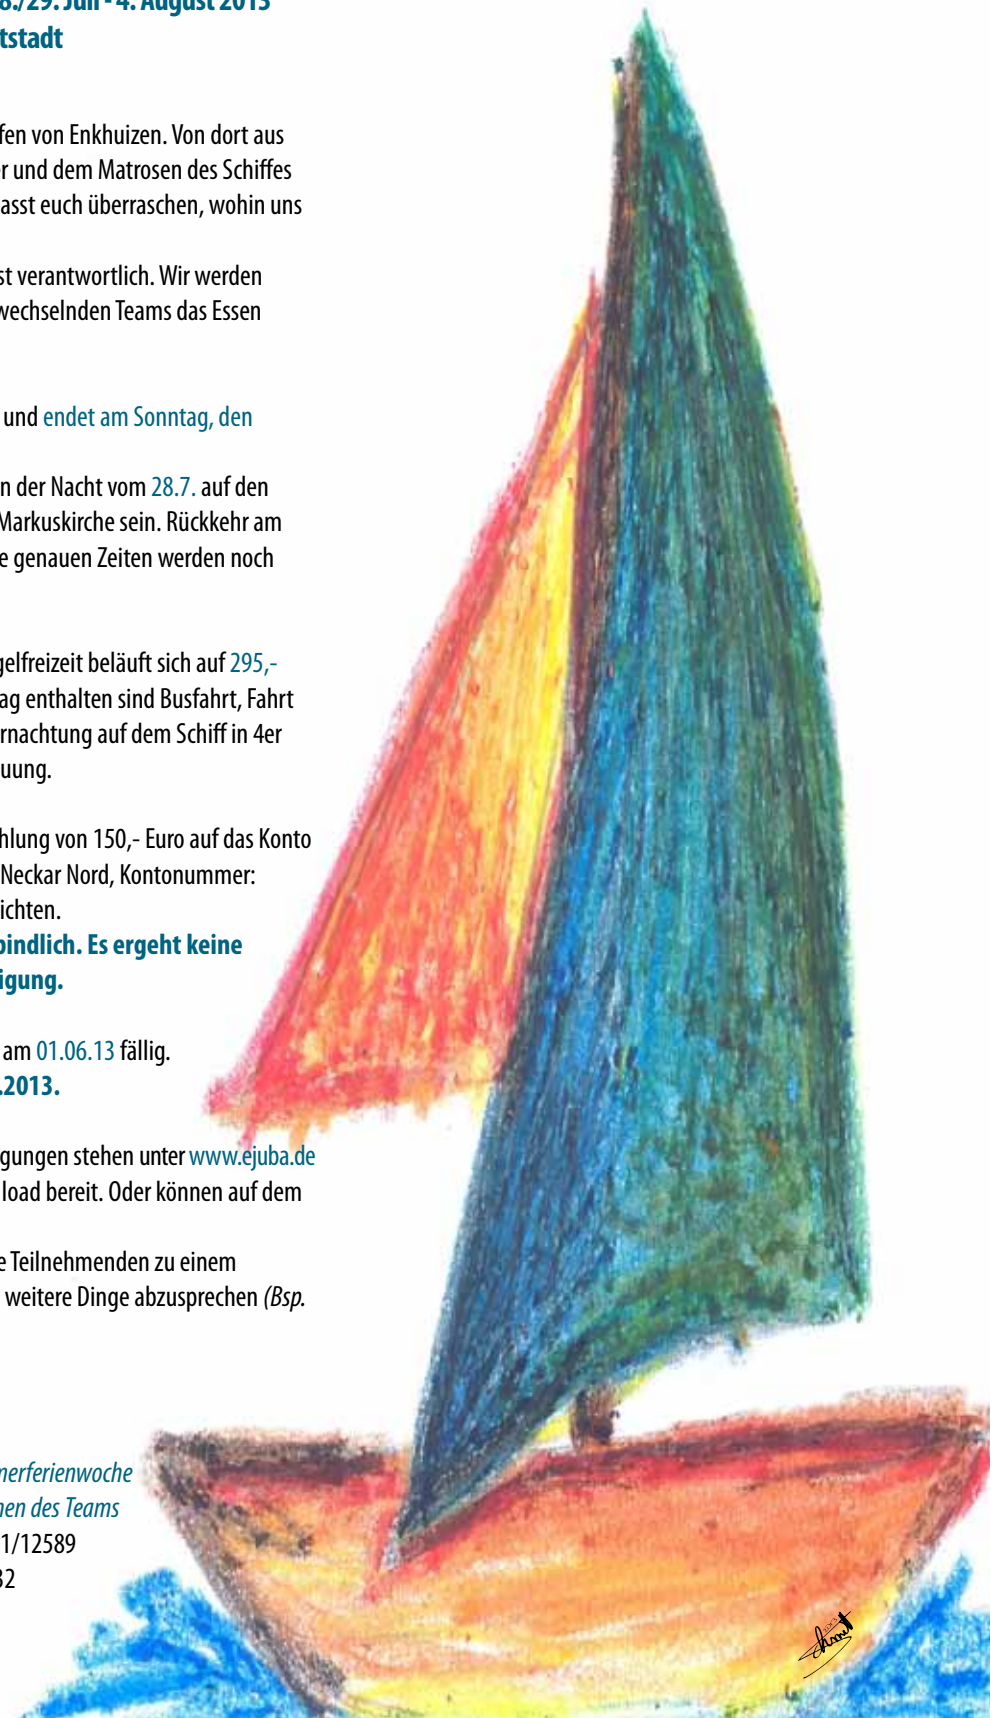 8./29. Juli - 4. August 2013
tstadt
fen von Enkhuizen. Von dort aus
r und dem Matrosen des Schiffes
asst euch überraschen, wohin uns
st verantwortlich. Wir werden
wechselnden Teams das Essen
und endet am Sonntag, den
n der Nacht vom 28.7. auf den
Markuskirche sein. Rückkehr am
e genauen Zeiten werden noch
gelfreizeit beläuft sich auf 295,-
ag enthalten sind Busfahrt, Fahrt
rnachtung auf dem Schiff in 4er
uung.
hlung von 150,- Euro auf das Konto
Neckar Nord, Kontonummer:
ichten.
bindlich. Es ergeht keine
igung.
am 01.06.13 fällig.
.2013.
gungen stehen unter www.ejuba.de
load bereit. Oder können auf dem
e Teilnehmenden zu einem
weitere Dinge abzusprechen (Bsp.
merferienwoche
nen des Teams
1/12589
32